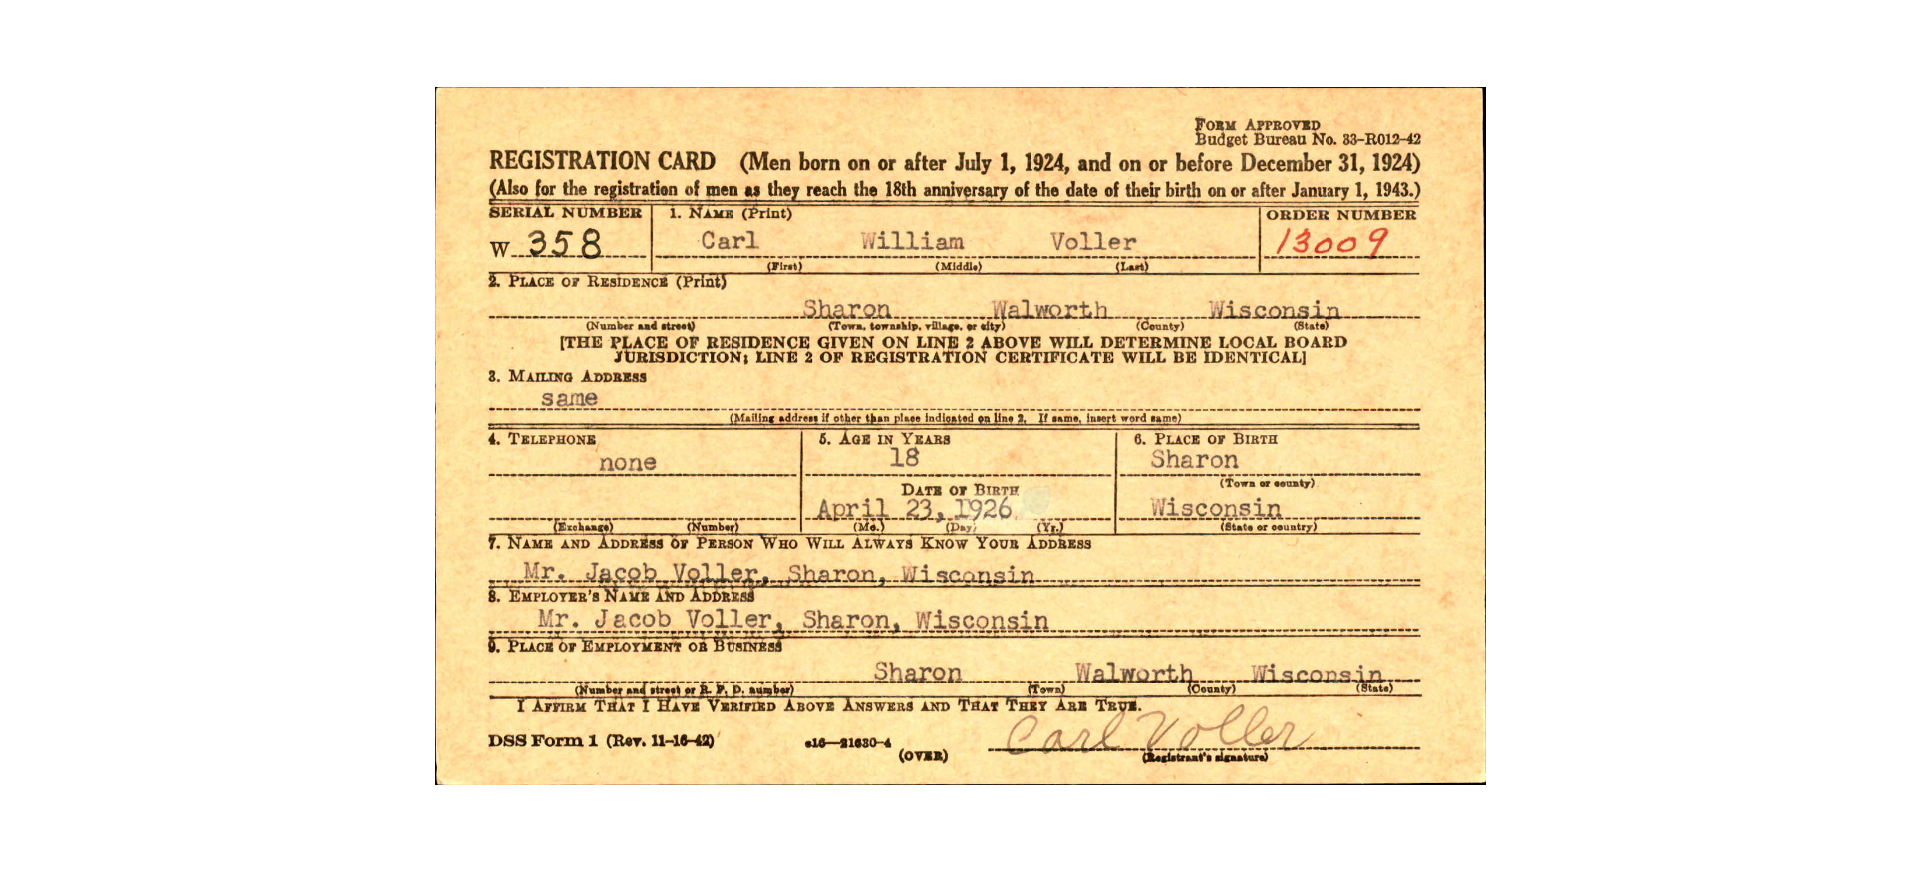 FORM APPROVED
Budget Bureau No. 33-R012-42
REGISTRATION CARD (Men born on or after July 1, 1924, and on or before December 31, 1924)
(Also for the registration of men as they reach the 18th anniversary of the date of their birth on or after January 1, 1943.)
SERIAL NUMBER 1. NAME (Print) ORDER NUMBER
W 358 Carl William Voller 13009
(First) (Middle) (Last)
2. PLACE OF RESIDENCE (Print)
Sharon Walworth Wisconsin
(Number and street) (Town, township, village, or city) (County) (State)
[THE PLACE OF RESIDENCE GIVEN ON LINE 2 ABOVE WILL DETERMINE LOCAL BOARD
JURISDICTION; LINE 2 OF REGISTRATION CERTIFICATE WILL BE IDENTICAL]
3. MAILING ADDRESS
same
(Mailing address if other than place indicated on line 2. If same, insert word same)
4. TELEPHONE 5. AGE IN YEARS 6. PLACE OF BIRTH
none 18 Sharon
(Town or county)
DATE OF BIRTH
April 23, 1926 Wisconsin
(Exchange) (Number) (Mo.) (Day) (Yr.) (State or country)
7. NAME AND ADDRESS OF PERSON WHO WILL ALWAYS KNOW YOUR ADDRESS
Mr. Jacob Voller, Sharon, Wisconsin
8. EMPLOYER'S NAME AND ADDRESS
Mr. Jacob Voller, Sharon, Wisconsin
9. PLACE OF EMPLOYMENT OR BUSINESS
Sharon Walworth Wisconsin
(Number and street or R. F. D. number) (Town) (County) (State)
I AFFIRM THAT I HAVE VERIFIED ABOVE ANSWERS AND THAT THEY ARE TRUE.
DSS Form 1 (Rev. 11-16-42) 16—21630-4 Carl Voller
(OVER) (Registrant's signature)